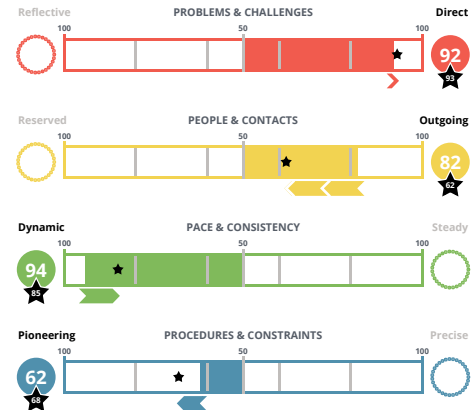 Reflective PROBLEMS & CHALLENGES Direct
100 50 100
92
93
Reserved PEOPLE & CONTACTS Outgoing
100 50 100
82
62
Dynamic PACE & CONSISTENCY Steady
100 50 100
94
85
Pioneering PROCEDURES & CONSTRAINTS Precise
100 50 100
62
68